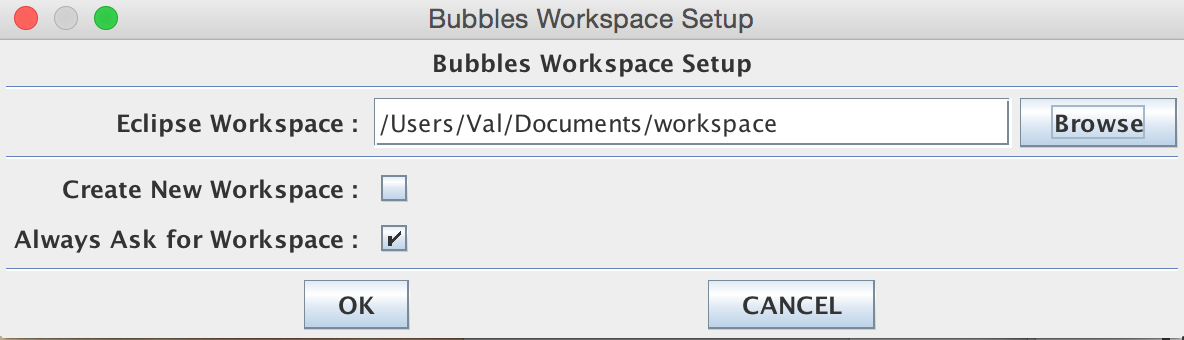 Bubbles Workspace Setup
Bubbles Workspace Setup
Eclipse Workspace : /Users/Val/Documents/workspace Browse
Create New Workspace :
Always Ask for Workspace :
OK CANCEL